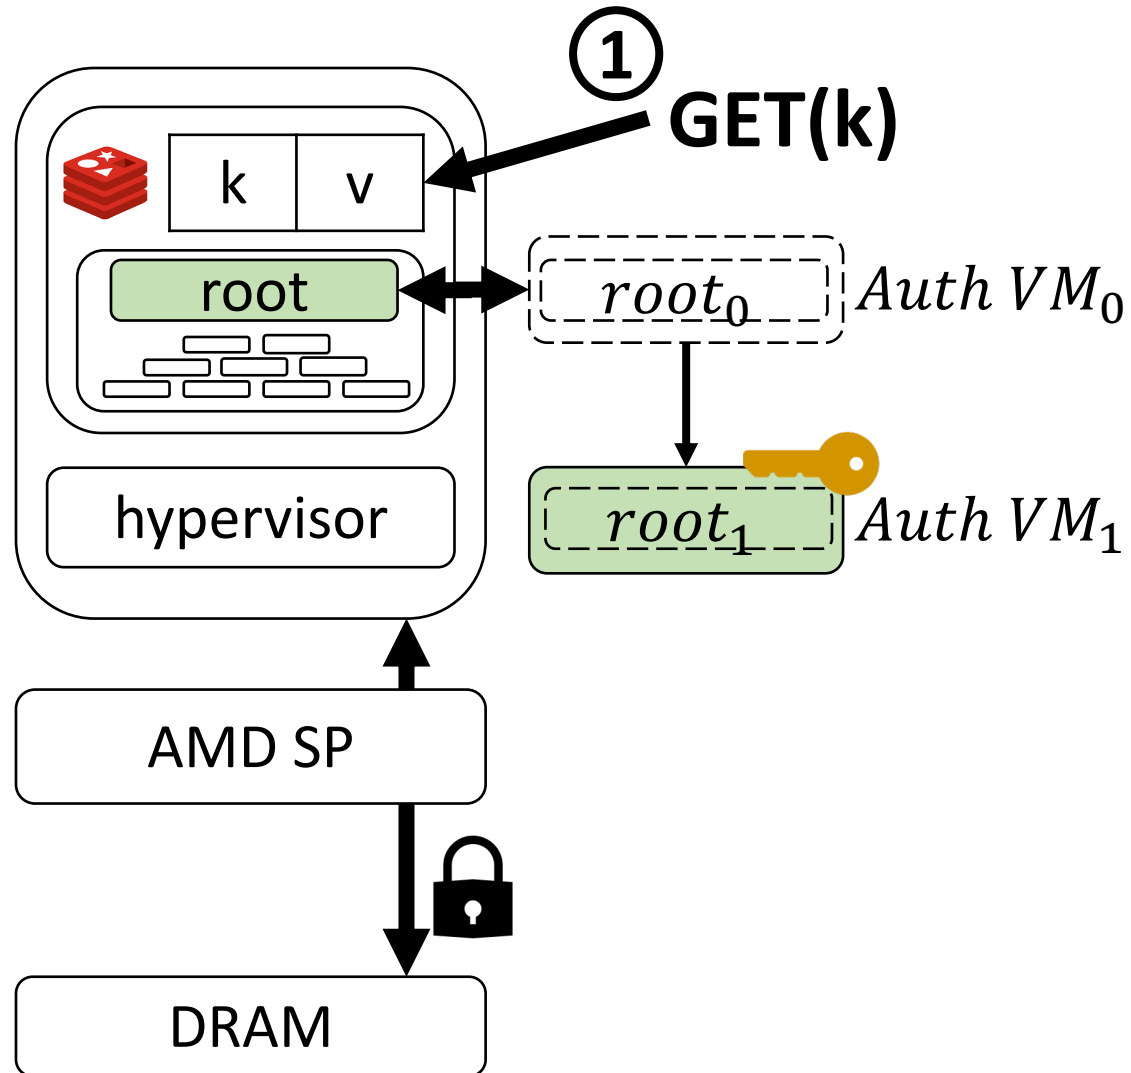 1
GET(k)
k v
root
root₀
Auth VM₀
hypervisor
root₁
Auth VM₁
AMD SP
DRAM